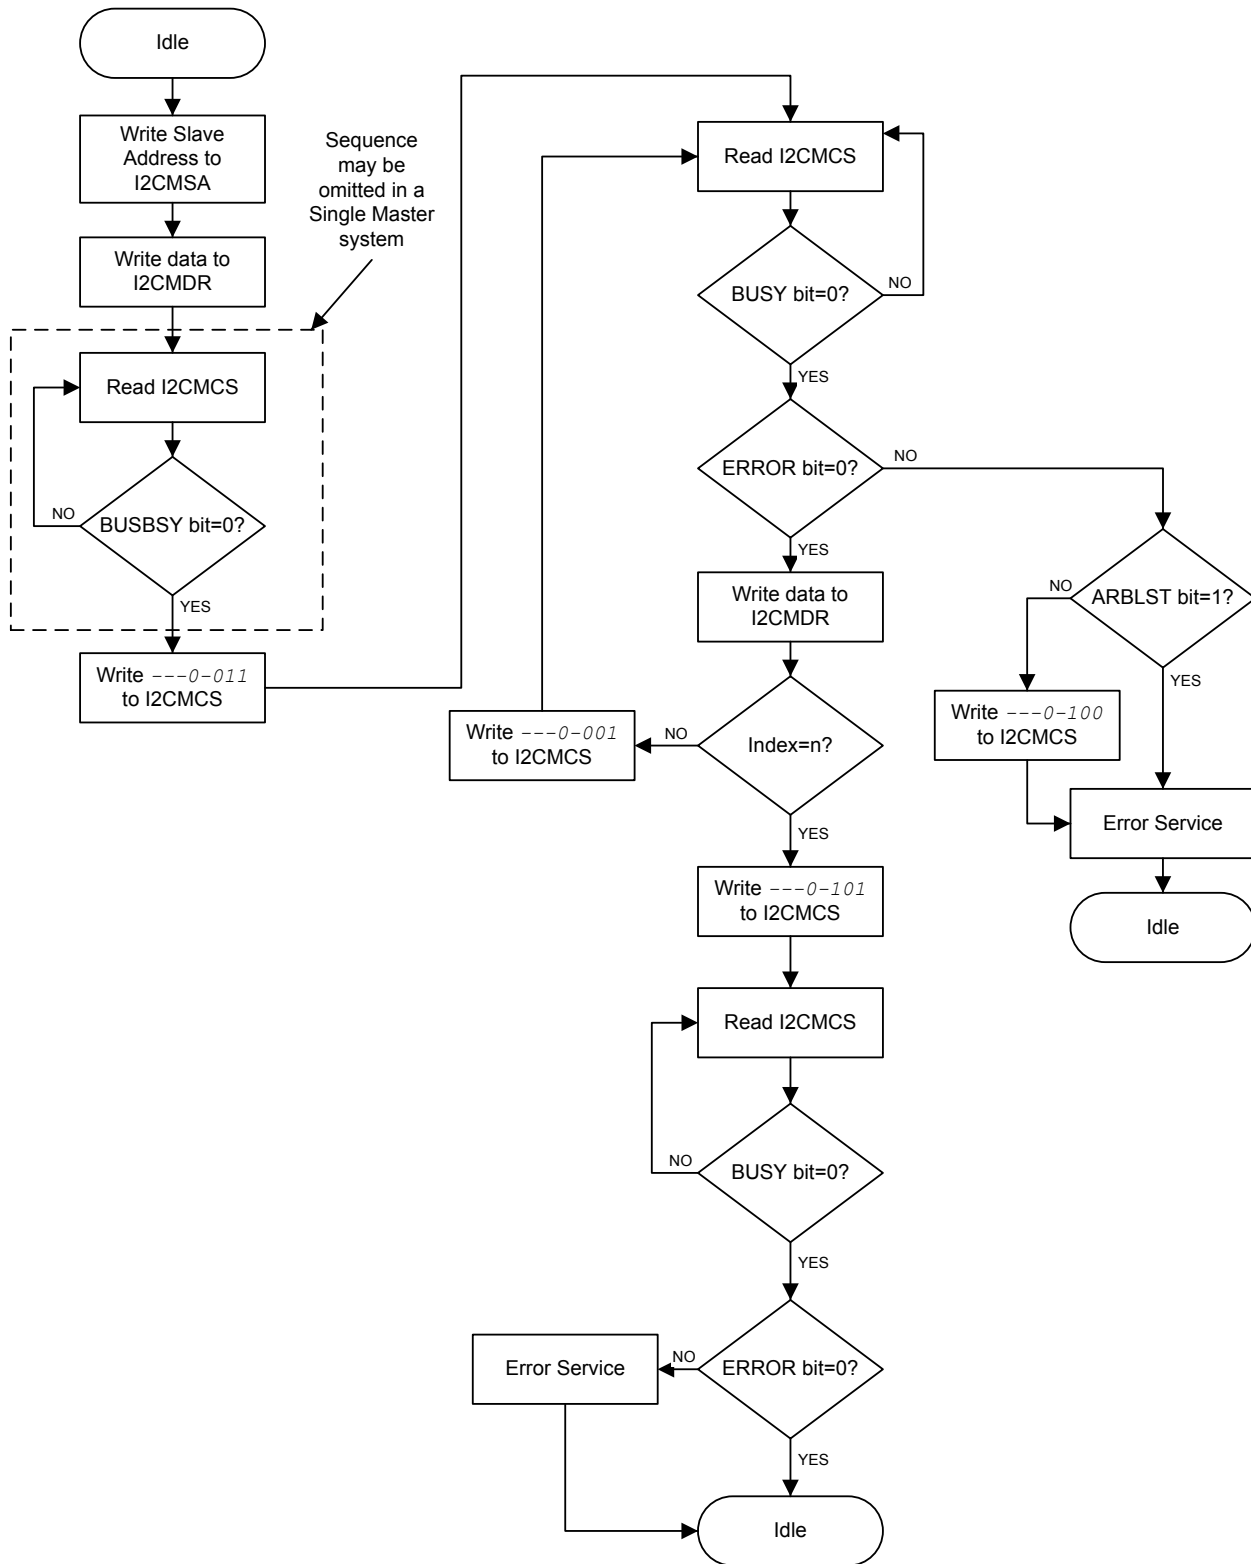 Idle
Write Slave
Address to
I2CMSA
Write data to
I2CMDR
Sequence
may be
omitted in a
Single Master
system
Read I2CMCS
BUSBSY bit=0?
NO
YES
Write ---0-011
to I2CMCS
Read I2CMCS
BUSY bit=0?
NO
YES
ERROR bit=0?
NO
YES
Write data to
I2CMDR
Index=n?
NO
Write ---0-001
to I2CMCS
YES
ARBLST bit=1?
NO
YES
Write ---0-100
to I2CMCS
Error Service
Idle
Write ---0-101
to I2CMCS
Read I2CMCS
BUSY bit=0?
NO
YES
ERROR bit=0?
NO
Error Service
YES
Idle